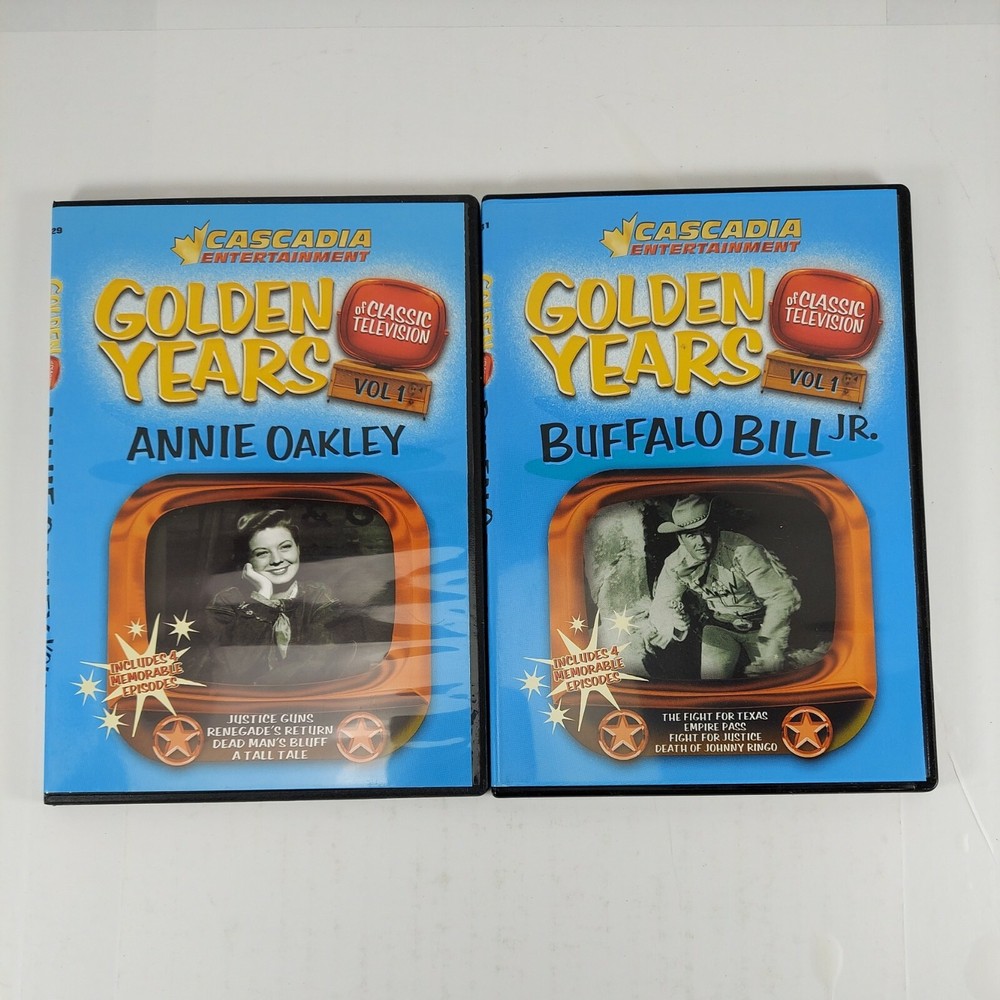 CASCADIA
ENTERTAINMENT
GOLDEN
YEARS
of CLASSIC
TELEVISION
VOL 1
ANNIE OAKLEY
INCLUDES 4
MEMORABLE
EPISODES
JUSTICE GUNS
RENEGADE'S RETURN
DEAD MAN'S BLUFF
A TALL TALE
29
CASCADIA
ENTERTAINMENT
GOLDEN
YEARS
of CLASSIC
TELEVISION
VOL 1
BUFFALO BILL JR.
INCLUDES 4
MEMORABLE
EPISODES
THE FIGHT FOR TEXAS
EMPIRE PASS
FIGHT FOR JUSTICE
DEATH OF JOHNNY RINGO